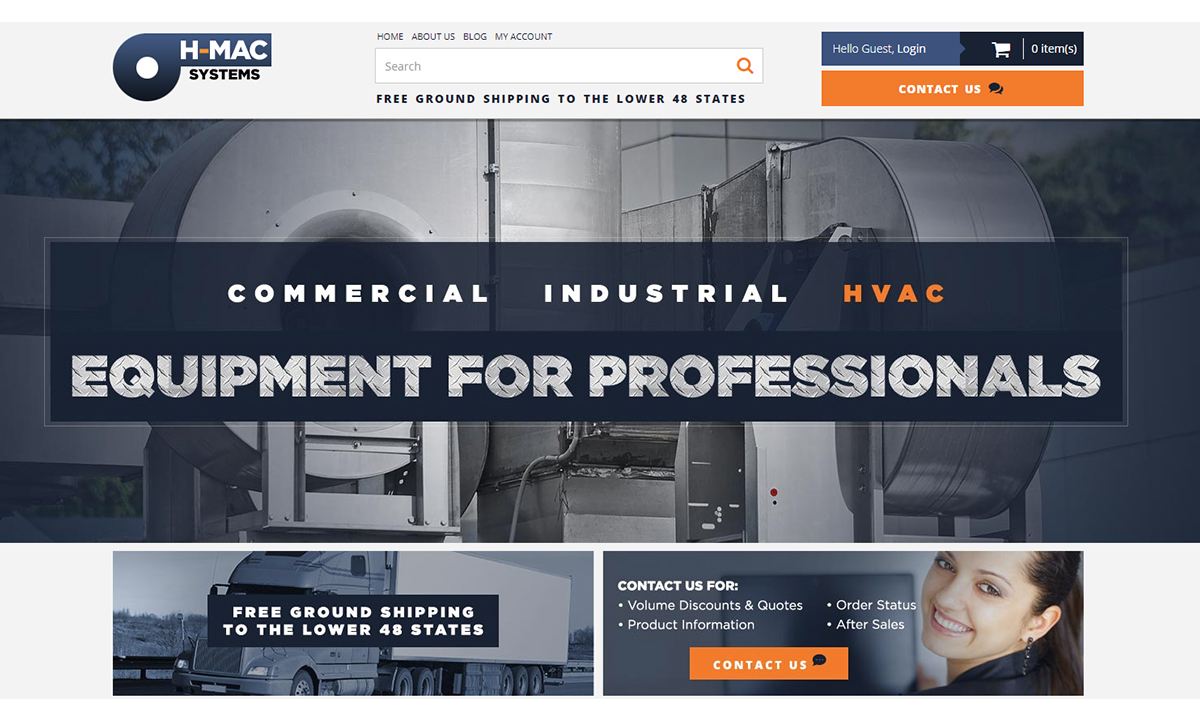 H-MAC
SYSTEMS
HOME ABOUT US BLOG MY ACCOUNT
Search
FREE GROUND SHIPPING TO THE LOWER 48 STATES
Hello Guest, Login
0 item(s)
CONTACT US
COMMERCIAL INDUSTRIAL HVAC
EQUIPMENT FOR PROFESSIONALS
FREE GROUND SHIPPING
TO THE LOWER 48 STATES
CONTACT US FOR:
• Volume Discounts & Quotes • Order Status
• Product Information • After Sales
CONTACT US